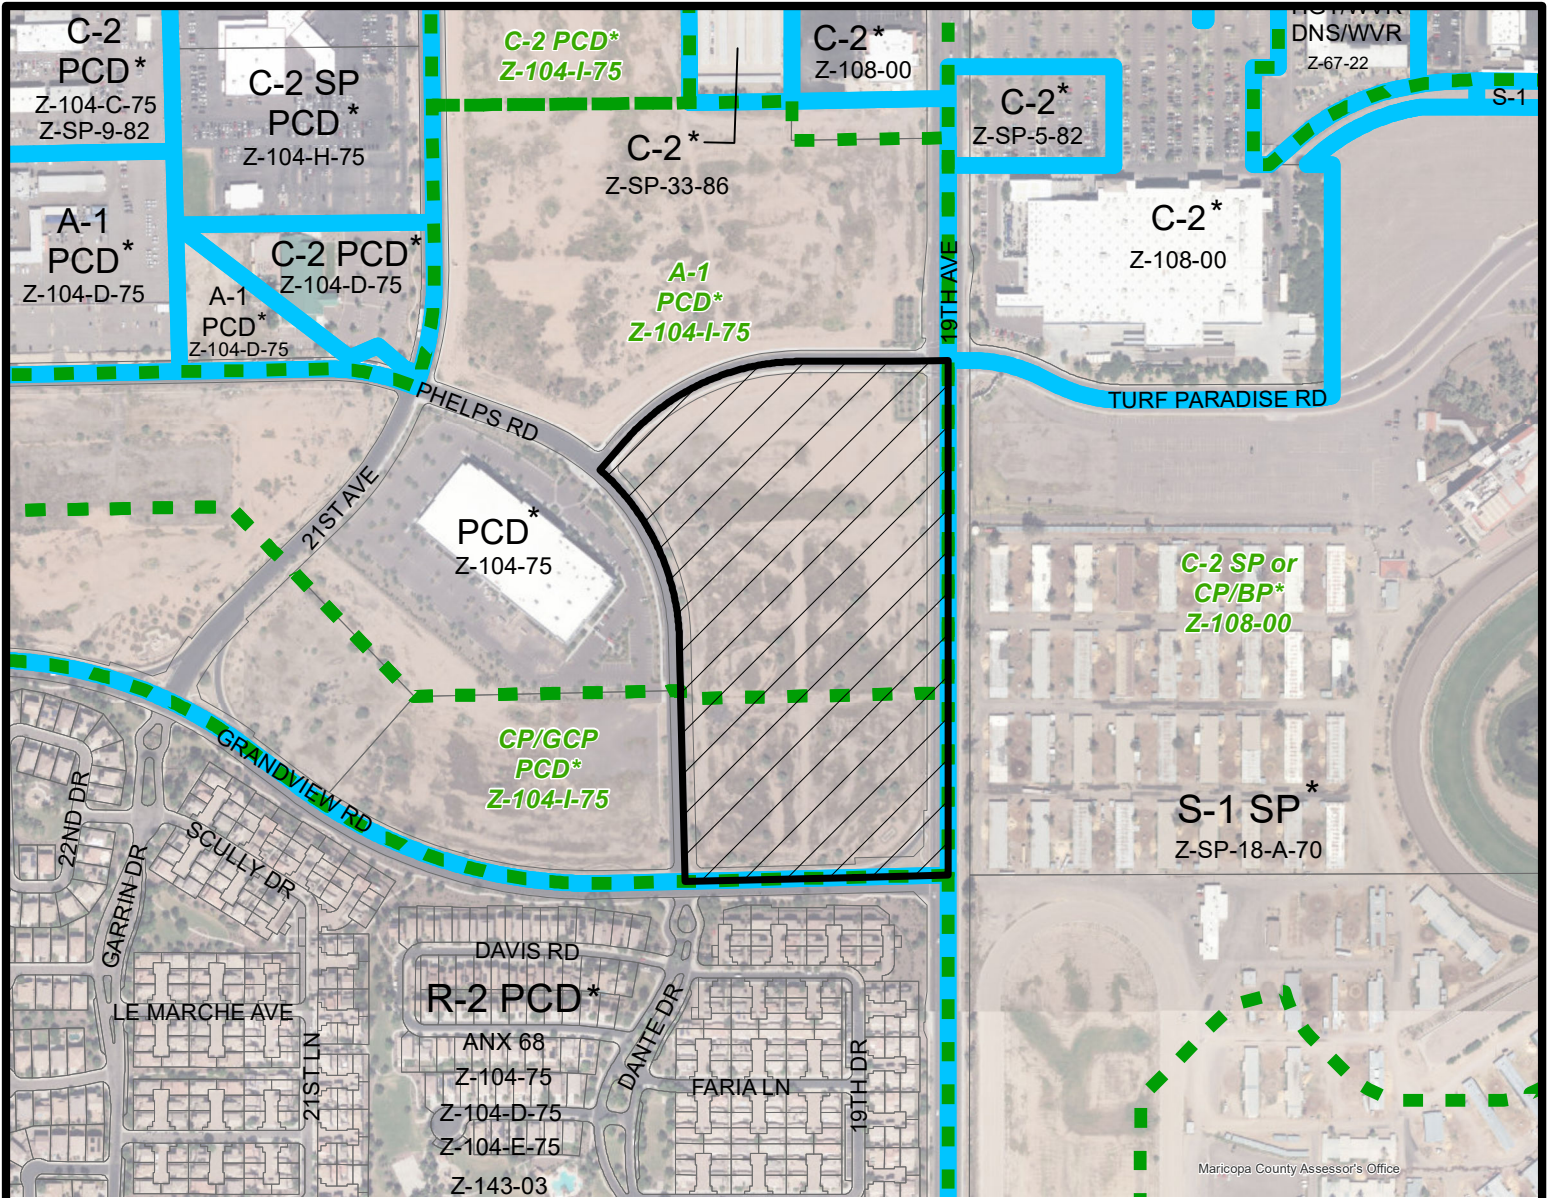 C-2
PCD*
Z-104-C-75
Z-SP-9-82
C-2 SP
PCD*
Z-104-H-75
C-2 PCD*
Z-104-I-75
C-2*
Z-108-00
C-2*
Z-SP-33-86
C-2*
Z-SP-5-82
DNS/WVR
Z-67-22
S-1
A-1
PCD*
Z-104-D-75
A-1
PCD*
Z-104-D-75
C-2 PCD*
Z-104-D-75
A-1
PCD*
Z-104-I-75
19TH AVE
C-2*
Z-108-00
TURF PARADISE RD
PHELPS RD
21ST AVE
PCD*
Z-104-75
C-2 SP or
CP/BP*
Z-108-00
CP/GCP
PCD*
Z-104-I-75
S-1 SP*
Z-SP-18-A-70
GRANDVIEW RD
22ND DR
SCULLY DR
GARRIN DR
LE MARCHE AVE
21ST LN
DAVIS RD
R-2 PCD*
ANX 68
Z-104-75
Z-104-D-75
Z-104-E-75
Z-143-03
DANTE DR
FARIA LN
19TH DR
Maricopa County Assessor's Office